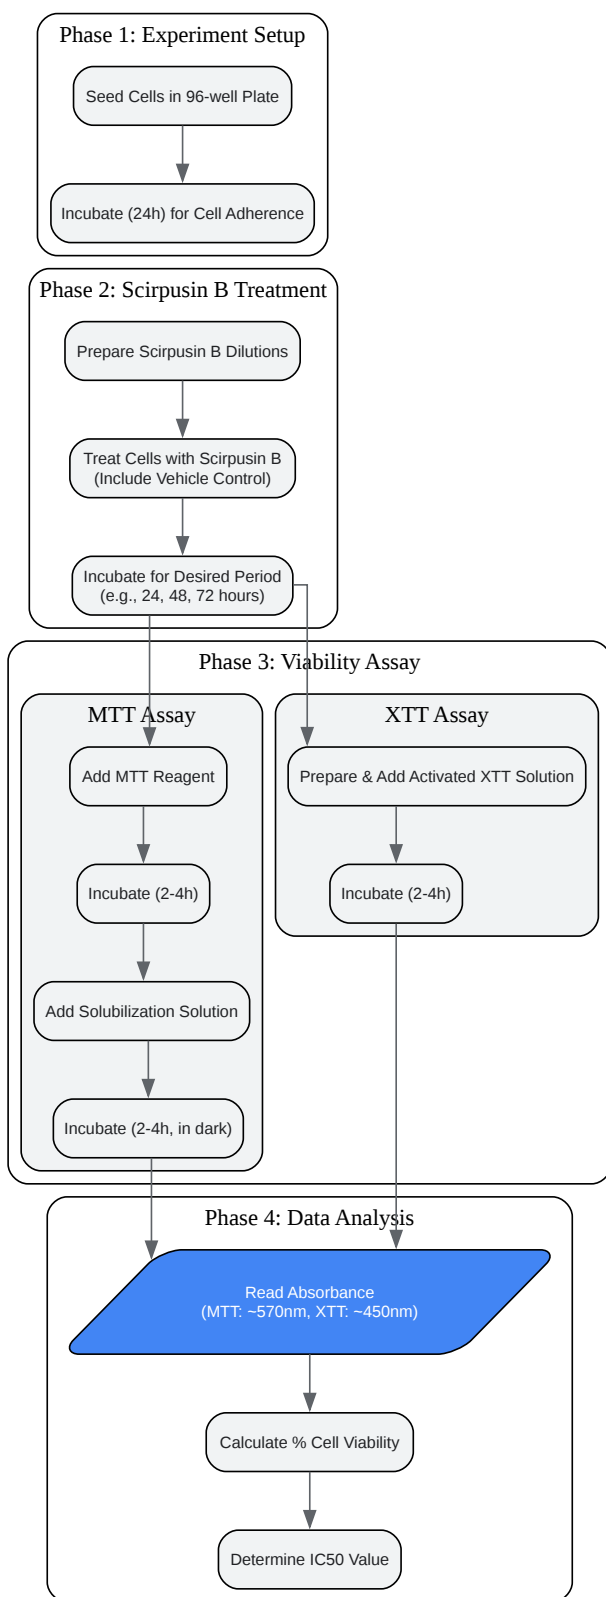 Phase 1: Experiment Setup
Seed Cells in 96-well Plate
Incubate (24h) for Cell Adherence
Phase 2: Scirpusin B Treatment
Prepare Scirpusin B Dilutions
Treat Cells with Scirpusin B
(Include Vehicle Control)
Incubate for Desired Period
(e.g., 24, 48, 72 hours)
Phase 3: Viability Assay
MTT Assay
Add MTT Reagent
Incubate (2-4h)
Add Solubilization Solution
Incubate (2-4h, in dark)
XTT Assay
Prepare & Add Activated XTT Solution
Incubate (2-4h)
Phase 4: Data Analysis
Read Absorbance
(MTT: ~570nm, XTT: ~450nm)
Calculate % Cell Viability
Determine IC50 Value